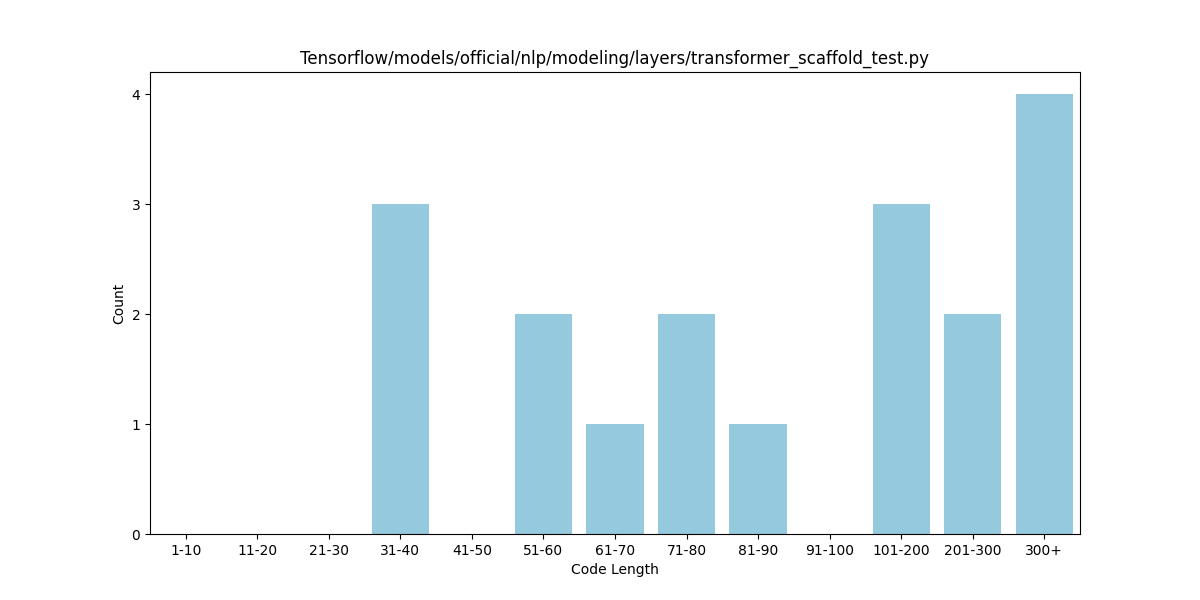 Tensorflow/models/official/nlp/modeling/layers/transformer_scaffold_test.py
4
3
2
1
0
Count
1-10 11-20 21-30 31-40 41-50 51-60 61-70 71-80 81-90 91-100 101-200 201-300 300+
Code Length